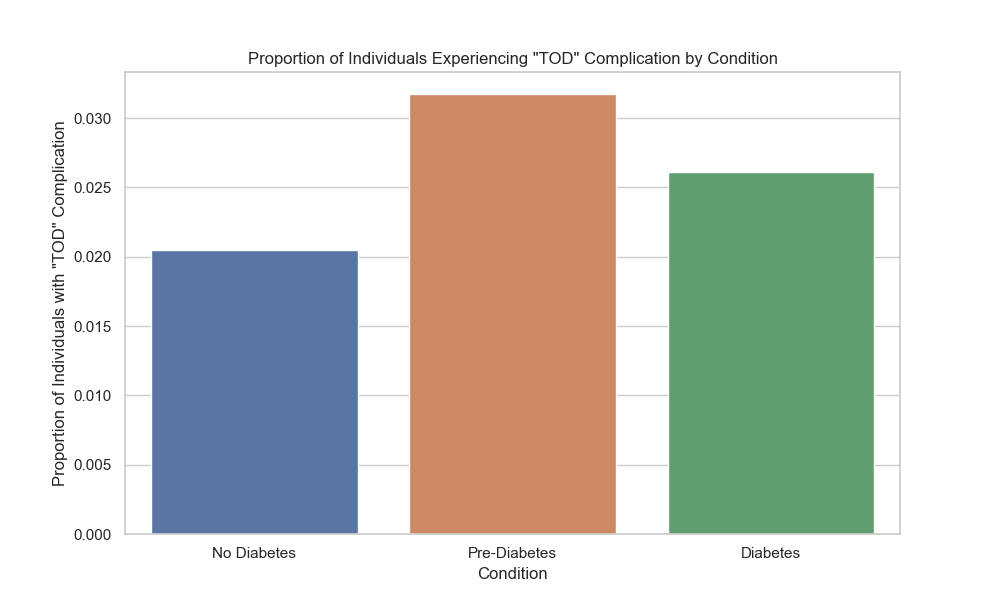 Proportion of Individuals Experiencing "TOD" Complication by Condition
Proportion of Individuals with "TOD" Complication
0.030
0.025
0.020
0.015
0.010
0.005
0.000
No Diabetes
Pre-Diabetes
Diabetes
Condition